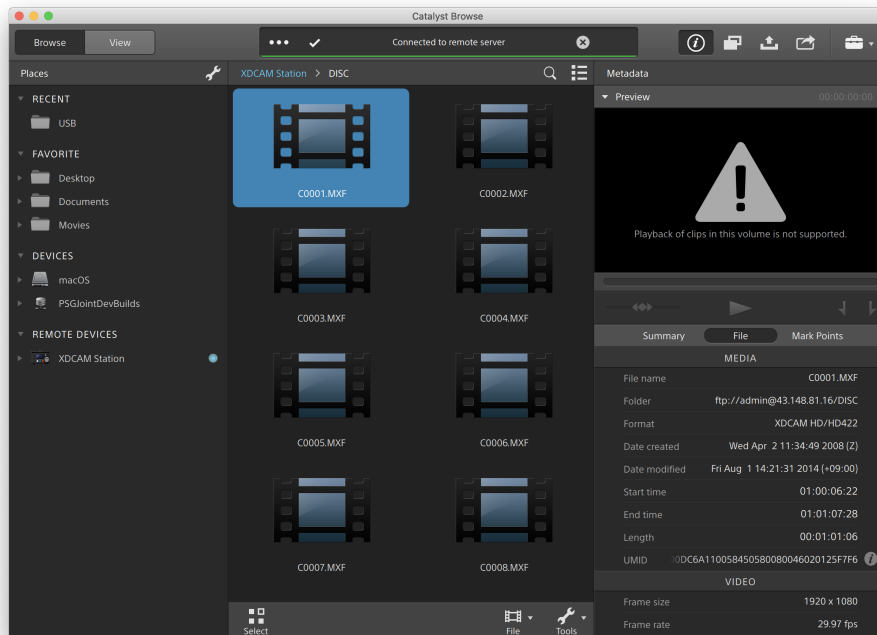 Catalyst Browse
Browse View
Connected to remote server
Places
RECENT
USB
FAVORITE
Desktop
Documents
Movies
DEVICES
macOS
PSGJointDevBuilds
REMOTE DEVICES
XDCAM Station
XDCAM Station > DISC
C0001.MXF C0002.MXF
C0003.MXF C0004.MXF
C0005.MXF C0006.MXF
C0007.MXF C0008.MXF
Select File Tools
Metadata
Preview 00:00:00:00
Playback of clips in this volume is not supported.
Summary File Mark Points
MEDIA
File name C0001.MXF
Folder ftp://admin@43.148.81.16/DISC
Format XDCAM HD/HD422
Date created Wed Apr 2 11:34:49 2008 (Z)
Date modified Fri Aug 1 14:21:31 2014 (+09:00)
Start time 01:00:06:22
End time 01:01:07:28
Length 00:01:01:06
UMID 0DC6A1100584505800800460201​25F7F6
VIDEO
Frame size 1920 x 1080
Frame rate 29.97 fps